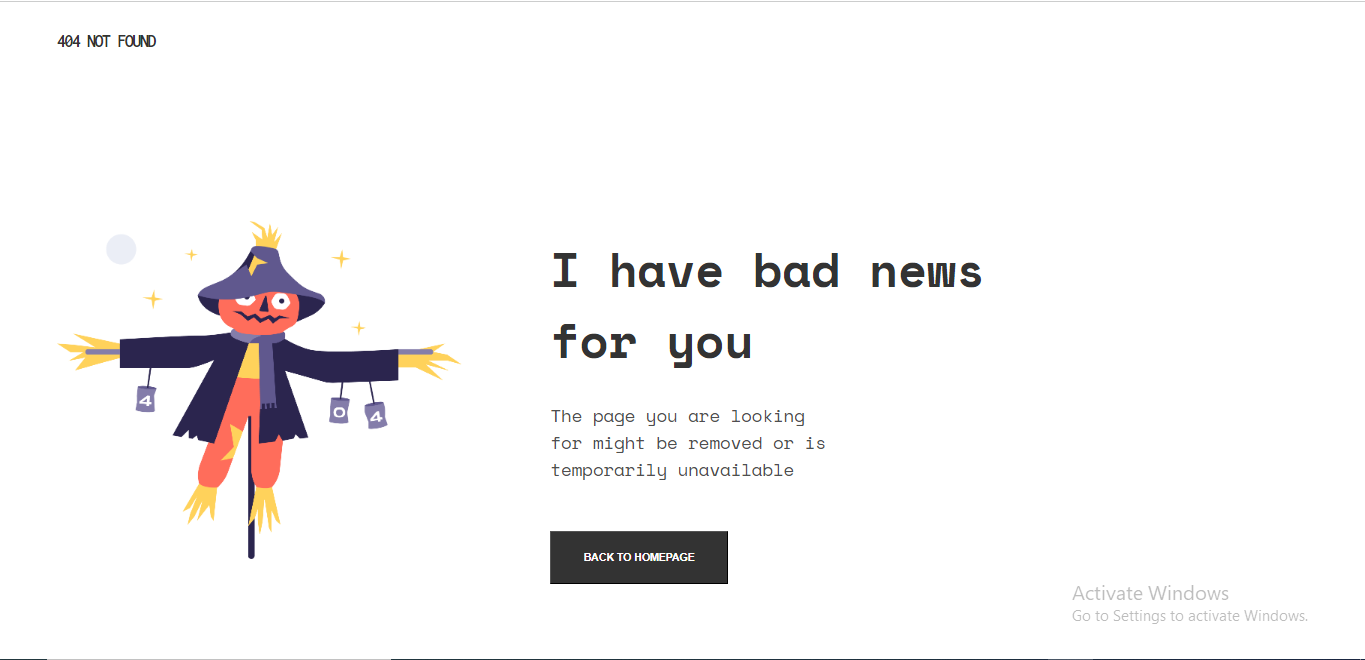 404 NOT FOUND
I have bad news
for you
4
0
4
The page you are looking
for might be removed or is
temporarily unavailable
BACK TO HOMEPAGE
Activate Windows
Go to Settings to activate Windows.